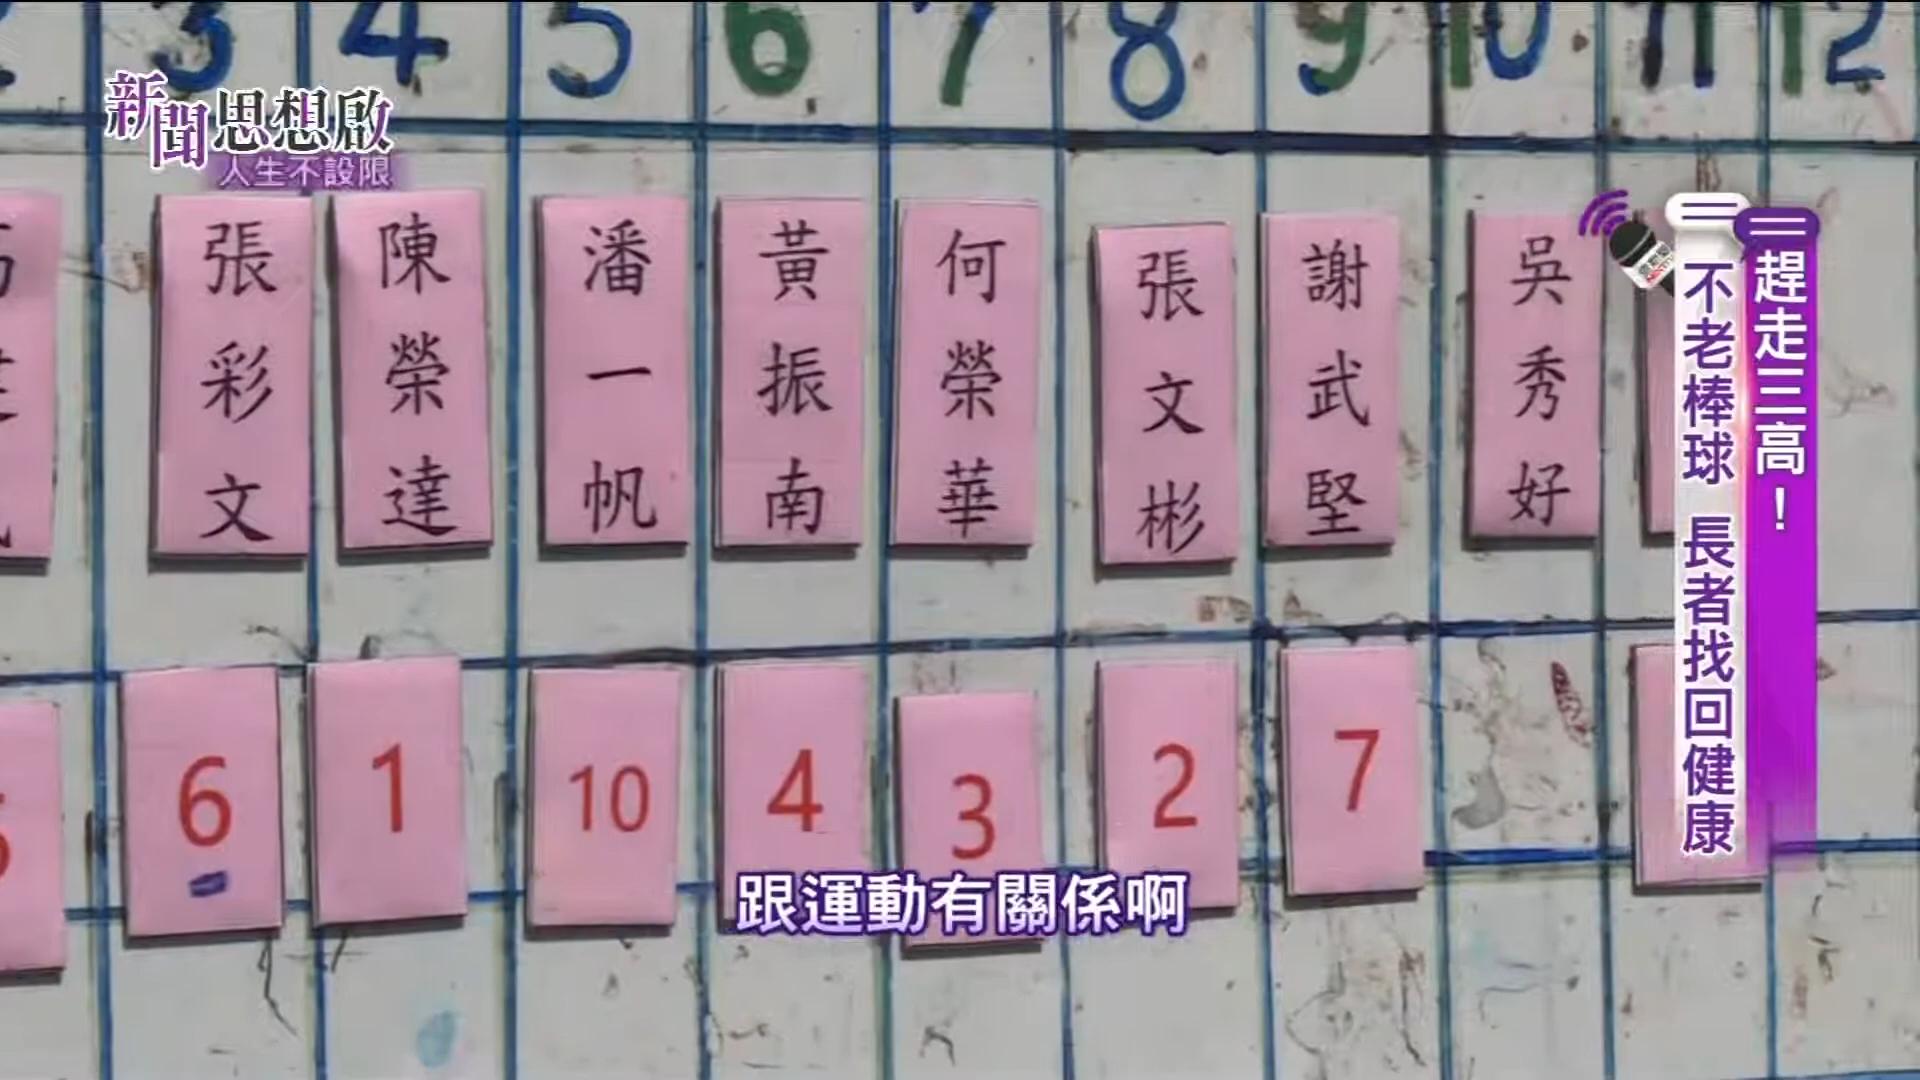 3 4 5 6 7 8 9 10 11 12
新聞思想啟
人生不設限
張彩文
陳榮達
潘一帆
黃振南
何榮華
張文彬
謝武堅
吳秀好
6 1 10 4 3 2 7
趕走三高！
不老棒球 長者找回健康
跟運動有關係啊